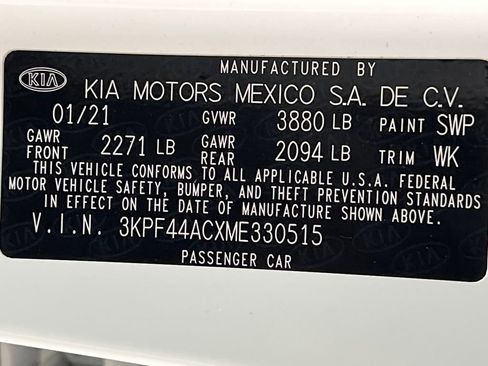 MANUFACTURED BY
KIA KIA MOTORS MEXICO S.A. DE C.V.
01/21 GVWR 3880 LB PAINT SWP
GAWR FRONT 2271 LB GAWR REAR 2094 LB TRIM WK
THIS VEHICLE CONFORMS TO ALL APPLICABLE U.S.A. FEDERAL
MOTOR VEHICLE SAFETY, BUMPER, AND THEFT PREVENTION STANDARDS
IN EFFECT ON THE DATE OF MANUFACTURE SHOWN ABOVE.
V.I.N. 3KPF44ACXME330515
PASSENGER CAR